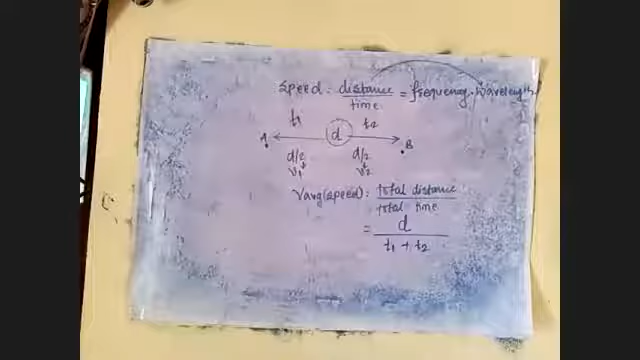 Speed = distance/time = frequency . wavelength
t1 t2
A d B
d/2 d/2
v1 v2
Vavg(speed) = total distance/total time
= d/t1 + t2